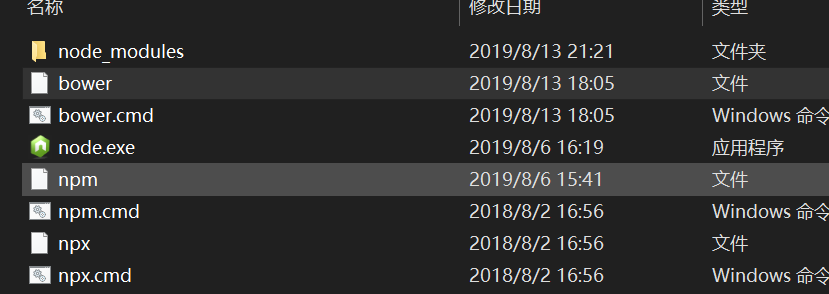 名称 修改日期 类型
node_modules 2019/8/13 21:21 文件夹
bower 2019/8/13 18:05 文件
bower.cmd 2019/8/13 18:05 Windows 命令
node.exe 2019/8/6 16:19 应用程序
npm 2019/8/6 15:41 文件
npm.cmd 2018/8/2 16:56 Windows 命令
npx 2018/8/2 16:56 文件
npx.cmd 2018/8/2 16:56 Windows 命令